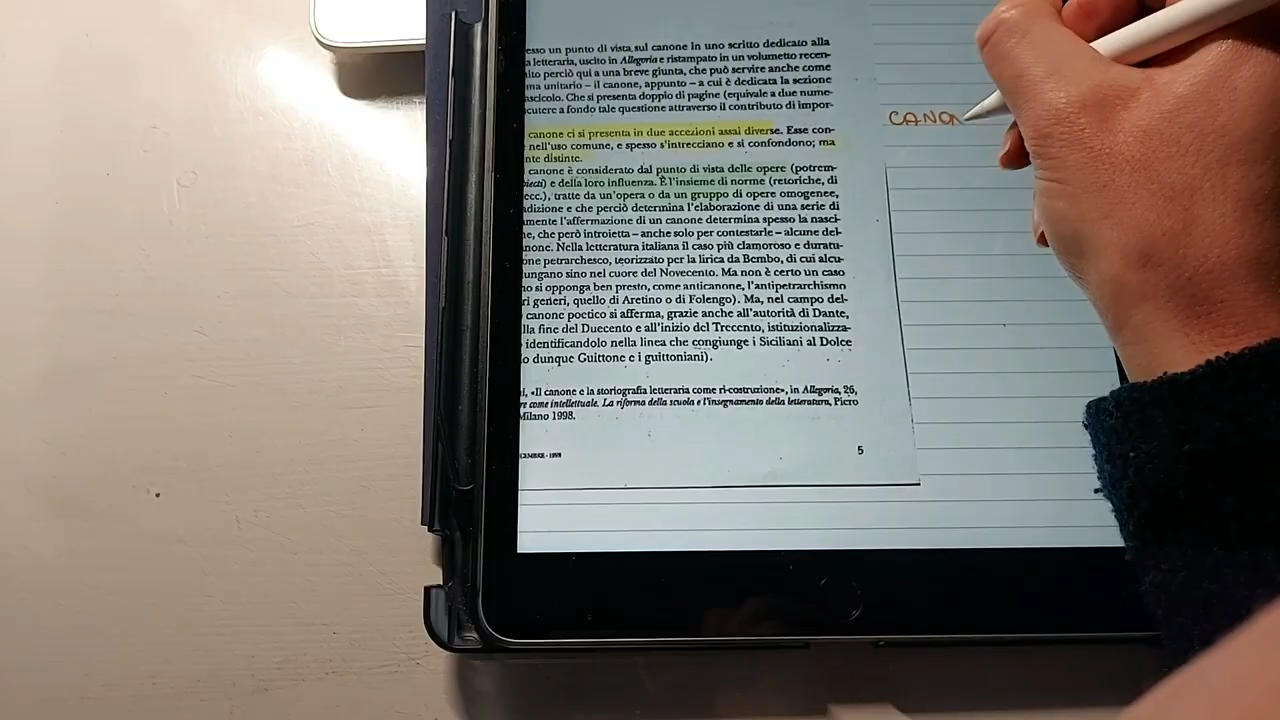 esso un punto di vista sul canone in uno scritto dedicato alla
a letteraria, uscito in Allegoria e ristampato in un volumetto recen-
ito perciò qui a una breve giunta, che può servire anche come
ma unitario – il canone, appunto – a cui è dedicata la sezione
ascicolo. Che si presenta doppio di pagine (equivale a due nume-
cutere a fondo tale questione attraverso il contributo di impor-
canone ci si presenta in due accezioni assai diverse. Esse con-
nell'uso comune, e spesso s'intrecciano e si confondono; ma
nte distinte.
canone è considerato dal punto di vista delle opere (potrem-
biecti) e della loro influenza. È l'insieme di norme (retoriche, di
ecc.), tratte da un'opera o da un gruppo di opere omogenee,
adizione e che perciò determina l'elaborazione di una serie di
amente l'affermazione di un canone determina spesso la nasci-
ne, che però introietta – anche solo per contestarle – alcune del-
none. Nella letteratura italiana il caso più clamoroso e duratu-
one petrarchesco, teorizzato per la lirica da Bembo, di cui alcu-
ungano sino nel cuore del Novecento. Ma non è certo un caso
no si opponga ben presto, come anticanone, l'antipetrarchismo
ri generi, quello di Aretino o di Folengo). Ma, nel campo del-
canone poetico si afferma, grazie anche all'autorità di Dante,
lla fine del Duecento e all'inizio del Trecento, istituzionalizza-
identificandolo nella linea che congiunge i Siciliani al Dolce
o dunque Guittone e i guittoniani).
i, «Il canone e la storiografia letteraria come ri-costruzione», in Allegoria, 26,
re come intellettuale. La riforma della scuola e l'insegnamento della letteratura, Piero
Milano 1998.
CEMBRE - 1998
5
CANON